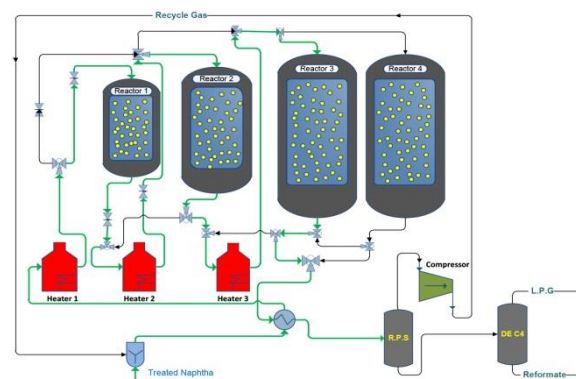 Recycle Gas
Reactor 1
Reactor 2
Reactor 3
Reactor 4
Heater 1
Heater 2
Heater 3
Compressor
L.P.G
R.P.S
DE C4
Treated Naphtha
Reformate